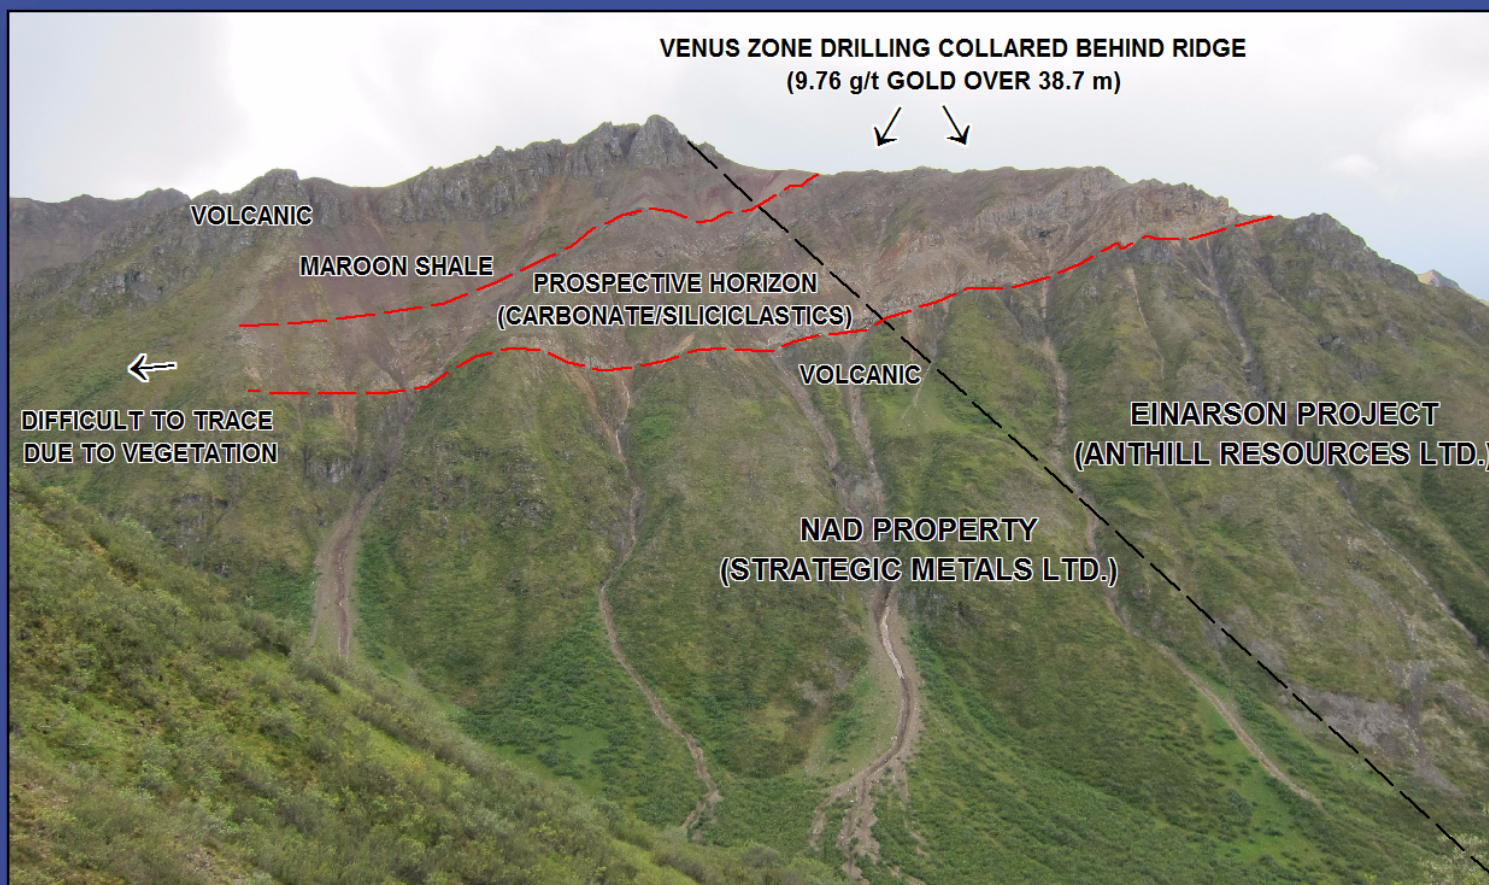 VENUS ZONE DRILLING COLLARED BEHIND RIDGE
(9.76 g/t GOLD OVER 38.7 m)
VOLCANIC
MAROON SHALE
PROSPECTIVE HORIZON
(CARBONATE/SILICICLASTICS)
VOLCANIC
DIFFICULT TO TRACE
DUE TO VEGETATION
EINARSON PROJECT
(ANTHILL RESOURCES LTD.)
NAD PROPERTY
(STRATEGIC METALS LTD.)